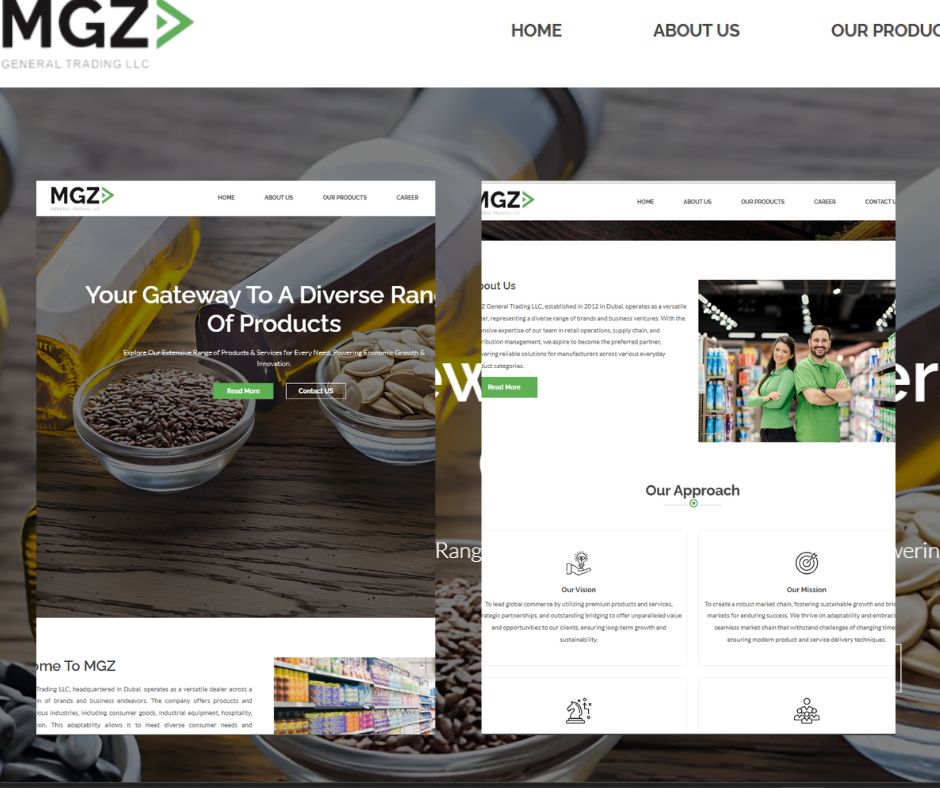 MGZ
GENERAL TRADING LLC
HOME
ABOUT US
OUR PRODUC
MGZ
GENERAL TRADING LLC
HOME
ABOUT US
OUR PRODUCTS
CAREER
Your Gateway To A Diverse Ran
Of Products
Explore Our Extensive Range of Products & Services for Every Need, Powering Economic Growth &
Innovation.
Read More
Contact US
ome To MGZ
Trading LLC, headquartered in Dubai, operates as a versatile dealer across a
m of brands and business endeavors. The company offers products and
ious industries, including consumer goods, industrial equipment, hospitality,
ion. This adaptability allows it to meet diverse consumer needs and
MGZ
HOME
ABOUT US
OUR PRODUCTS
CAREER
CONTACT U
bout Us
Z General Trading LLC, established in 2012 in Dubai, operates as a versatile
er, representing a diverse range of brands and business ventures. With the
nsive expertise of our team in retail operations, supply chain, and
ribution management, we aspire to become the preferred partner,
vering reliable solutions for manufacturers across various everyday
duct categories.
Read More
Our Approach
Our Vision
To lead global commerce by utilizing premium products and services,
rategic partnerships, and outstanding bridging to offer unparalleled value
and opportunities to our clients, ensuring long-term growth and
sustainability.
Our Mission
To create a robust market chain, fostering sustainable growth and bri
markets for enduring success. We thrive on adaptability and embraci
seamless market chain that withstand challenges of changing time
ensuring modern product and service delivery techniques.
ew
er
Rang
werin